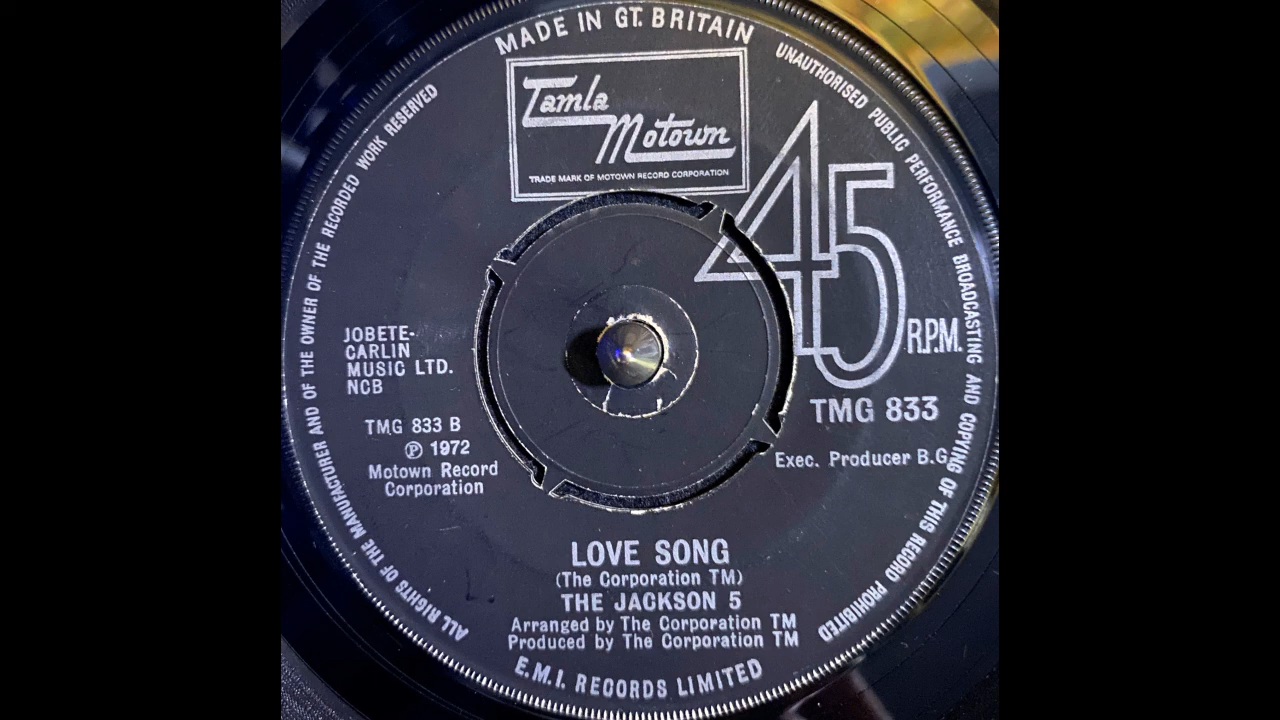 MADE IN GT. BRITAIN
UNAUTHORISED PUBLIC PERFORMANCE BROADCASTING AND COPYING OF THIS RECORD PROHIBITED
ALL RIGHTS OF THE MANUFACTURER AND OF THE OWNER OF THE RECORDED WORK RESERVED
Tamla
Motown
TRADE MARK OF MOTOWN RECORD CORPORATION
45
R.P.M.
JOBETE-
CARLIN
MUSIC LTD.
NCB
TMG 833
TMG 833 B
℗ 1972
Motown Record
Corporation
Exec. Producer B.G.
LOVE SONG
(The Corporation TM)
THE JACKSON 5
Arranged by The Corporation TM
Produced by The Corporation TM
E.M.I. RECORDS LIMITED